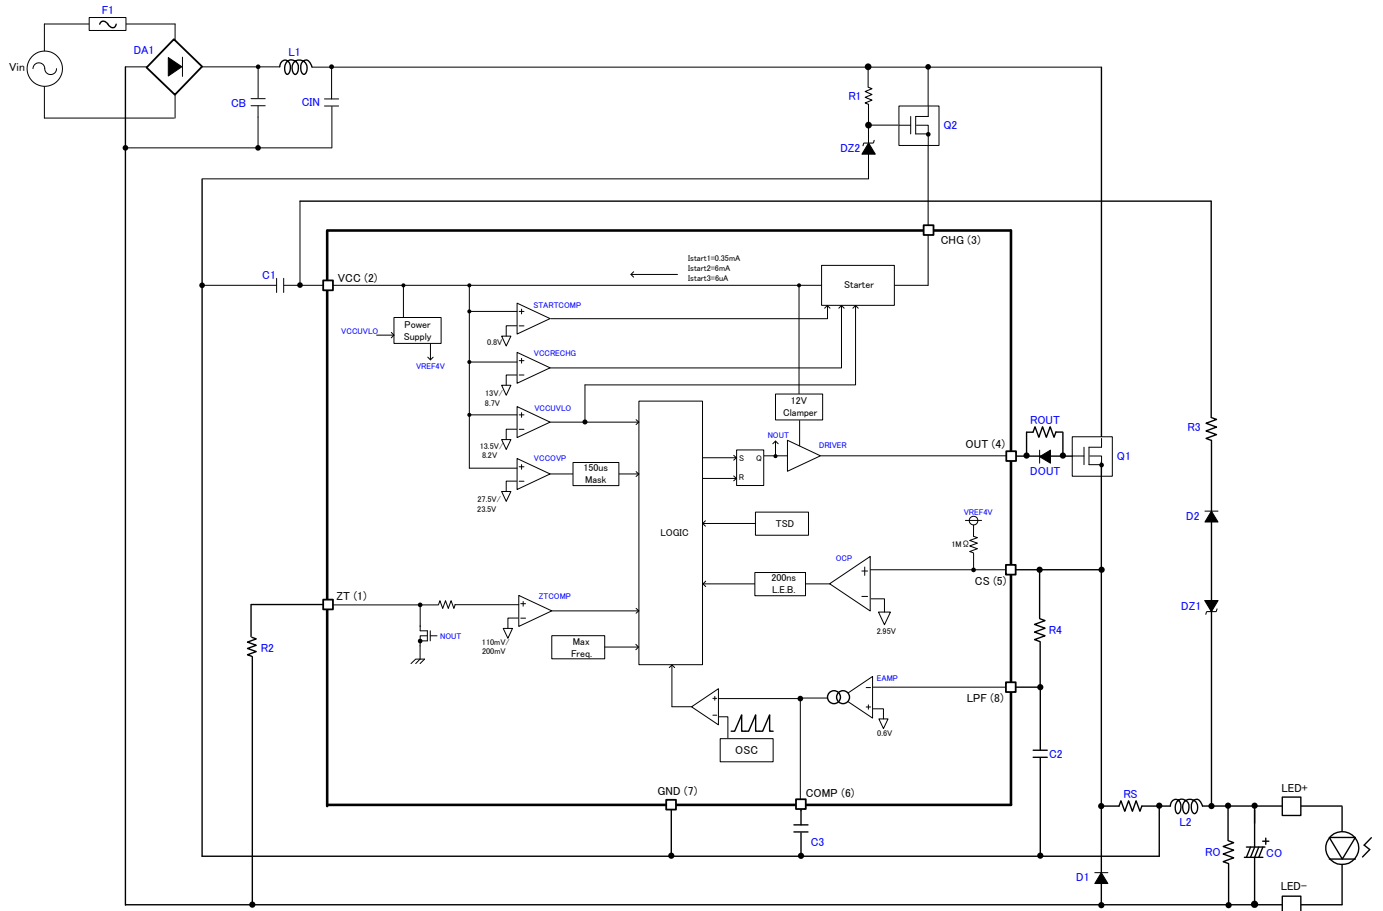 F1
Vin
DA1
L1
CB
CIN
R1
Q2
DZ2
CHG (3)
C1
VCC (2)
Istart1=0.35mA
Istart2=6mA
Istart3=6uA
Starter
STARTCOMP
0.8V
VCCUVLO
Power
Supply
VREF4V
VCCRECHG
13V/
8.7V
VCCUVLO
13.5V/
8.2V
VCCOVP
27.5V/
23.5V
150us
Mask
12V
Clamper
NOUT
S
Q
R
DRIVER
OUT (4)
ROUT
DOUT
Q1
R3
D2
DZ1
LOGIC
TSD
VREF4V
1MΩ
CS (5)
OCP
200ns
L.E.B.
2.95V
R4
ZT (1)
R2
NOUT
ZTCOMP
110mV/
200mV
Max
Freq.
EAMP
0.6V
LPF (8)
OSC
C2
GND (7)
COMP (6)
C3
RS
L2
LED+
RO
+
CO
D1
LED-